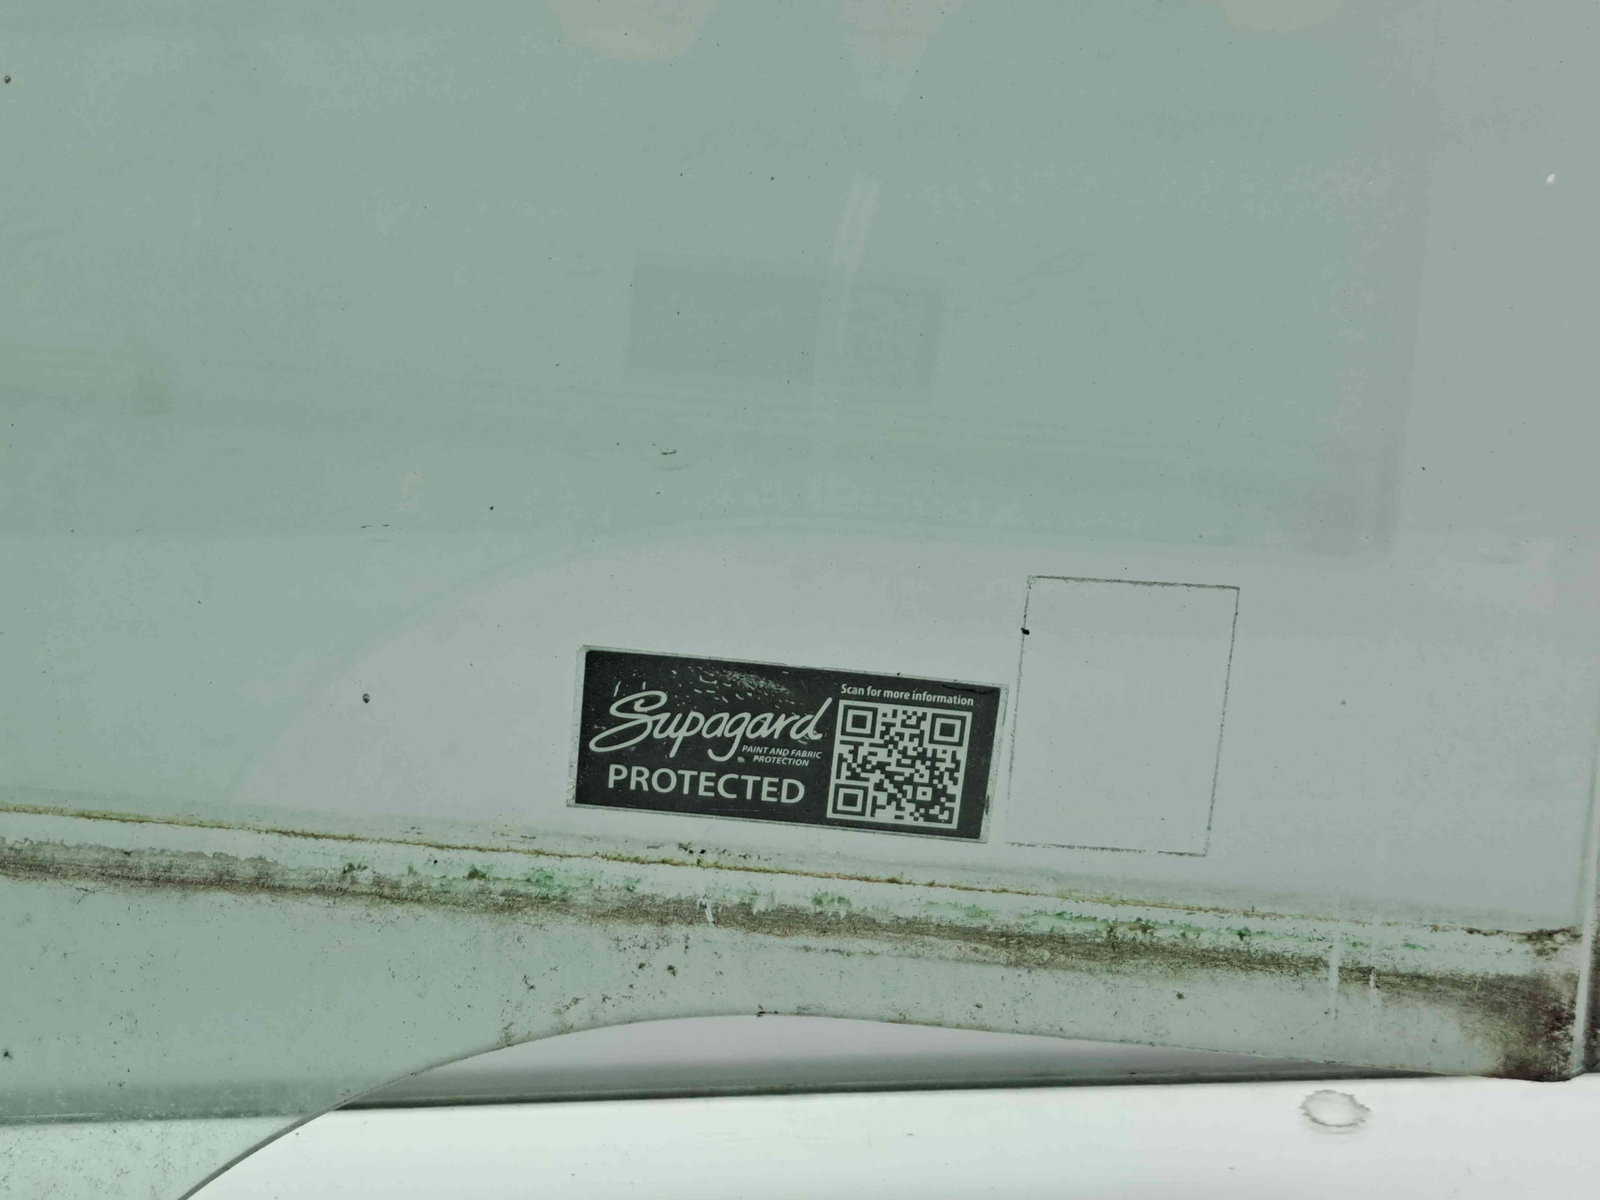 Supagard
PAINT AND FABRIC
PROTECTION
PROTECTED
Scan for more information